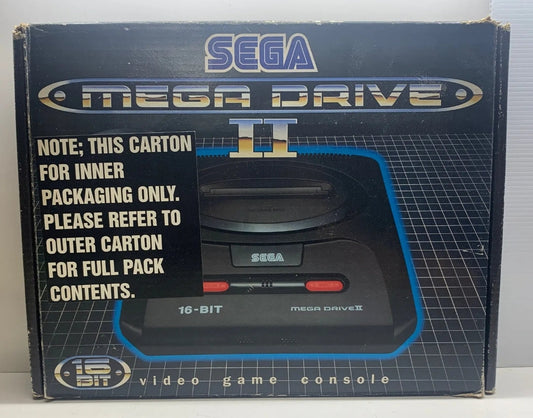 SEGA
MEGA DRIVE
II
NOTE; THIS CARTON
FOR INNER
PACKAGING ONLY.
PLEASE REFER TO
OUTER CARTON
FOR FULL PACK
CONTENTS.
SEGA
16-BIT
MEGA DRIVE II
16
BIT
video game console